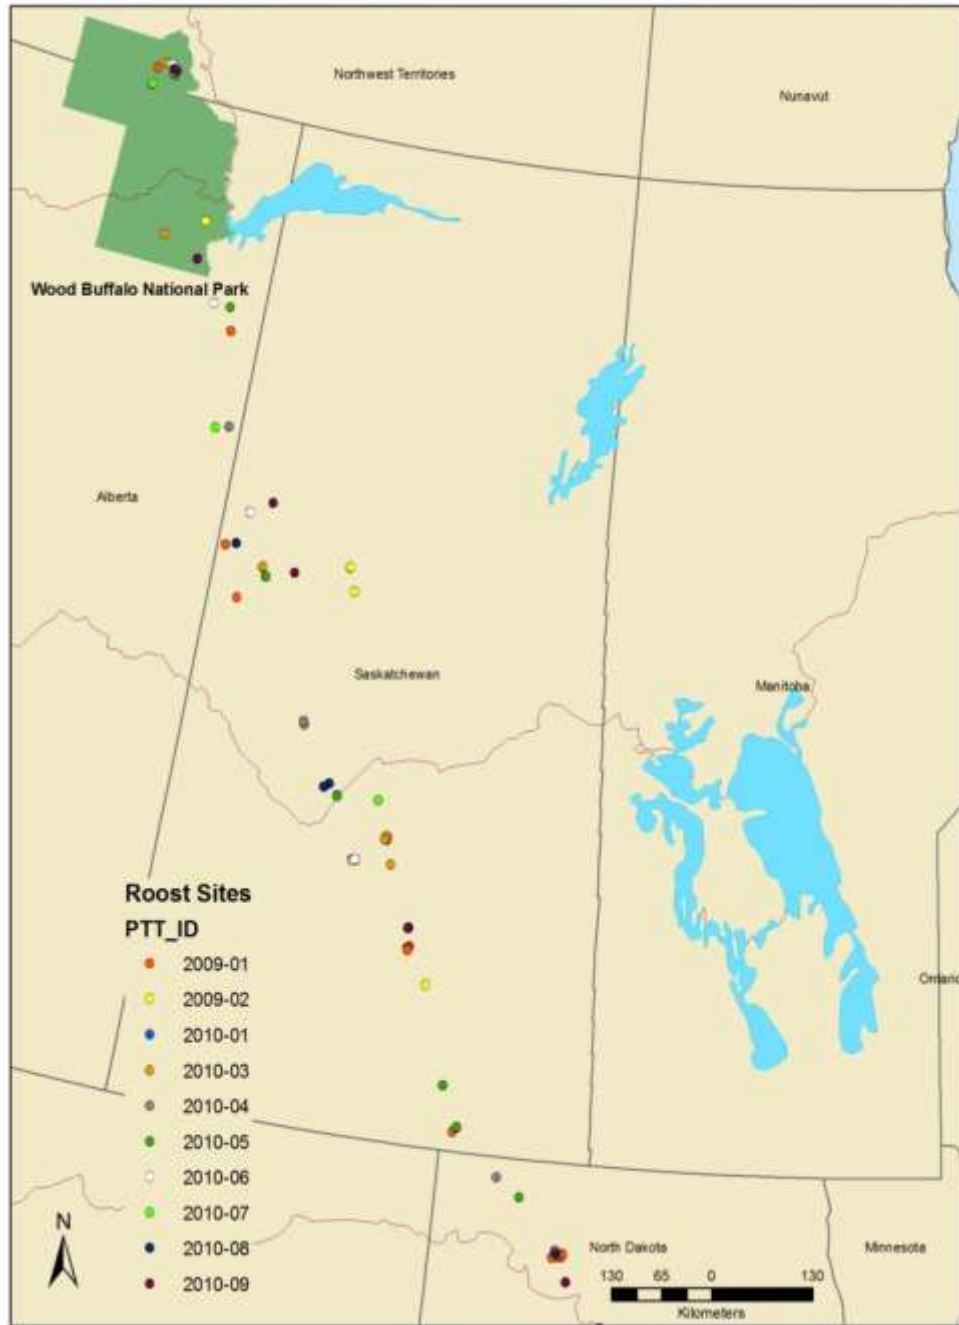 Northwest Territories
Nunavut
Wood Buffalo National Park
Alberta
Saskatchewan
Manitoba
Roost Sites
PTT_ID
2009-01
2009-02
2010-01
2010-03
2010-04
2010-05
2010-06
2010-07
2010-08
2010-09
Ontario
N
North Dakota
Minnesota
130 65 0 130
Kilometers